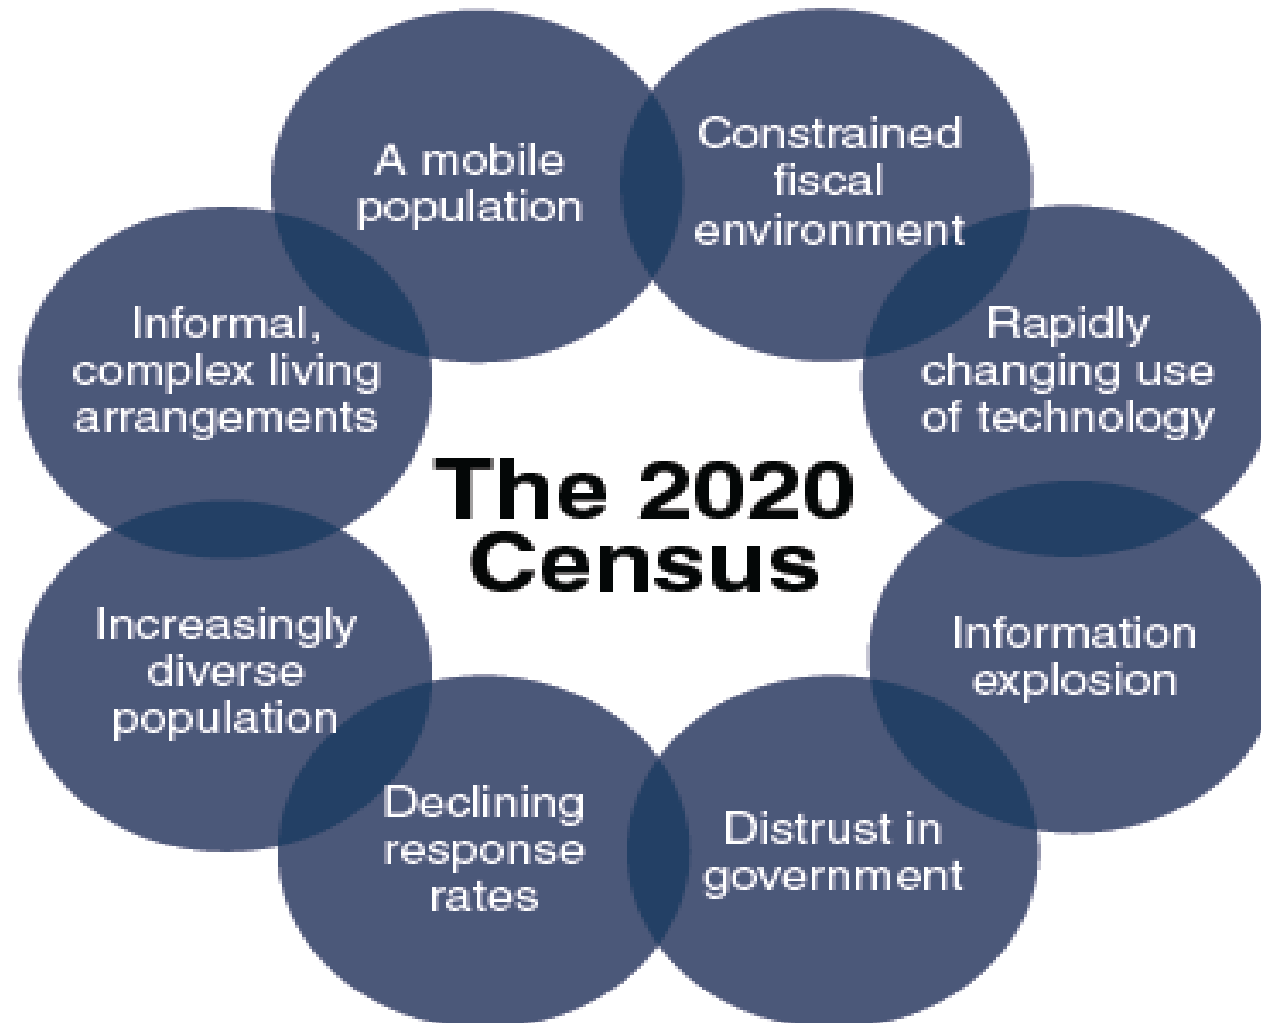 A mobile
population
Constrained
fiscal
environment
Rapidly
changing use
of technology
Information
explosion
Distrust in
government
Declining
response
rates
Increasingly
diverse
population
Informal,
complex living
arrangements
The 2020
Census